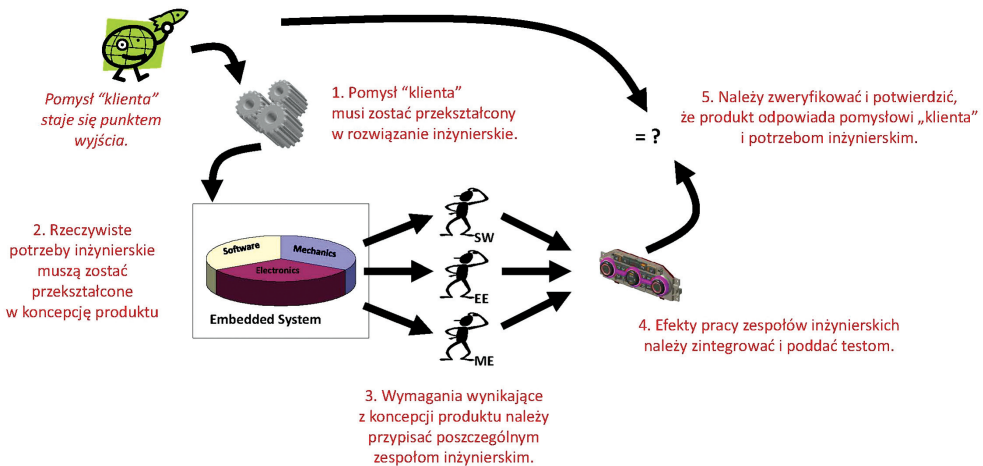 Pomysł “klienta”
staje się punktem
wyjścia.
1. Pomysł “klienta”
musi zostać przekształcony
w rozwiązanie inżynierskie.
5. Należy zweryfikować i potwierdzić,
że produkt odpowiada pomysłowi „klienta”
i potrzebom inżynierskim.
= ?
2. Rzeczywiste
potrzeby inżynierskie
muszą zostać
przekształcone
w koncepcję produktu
Software
Mechanics
Electronics
Embedded System
SW
EE
ME
4. Efekty pracy zespołów inżynierskich
należy zintegrować i poddać testom.
3. Wymagania wynikające
z koncepcji produktu należy
przypisać poszczególnym
zespołom inżynierskim.